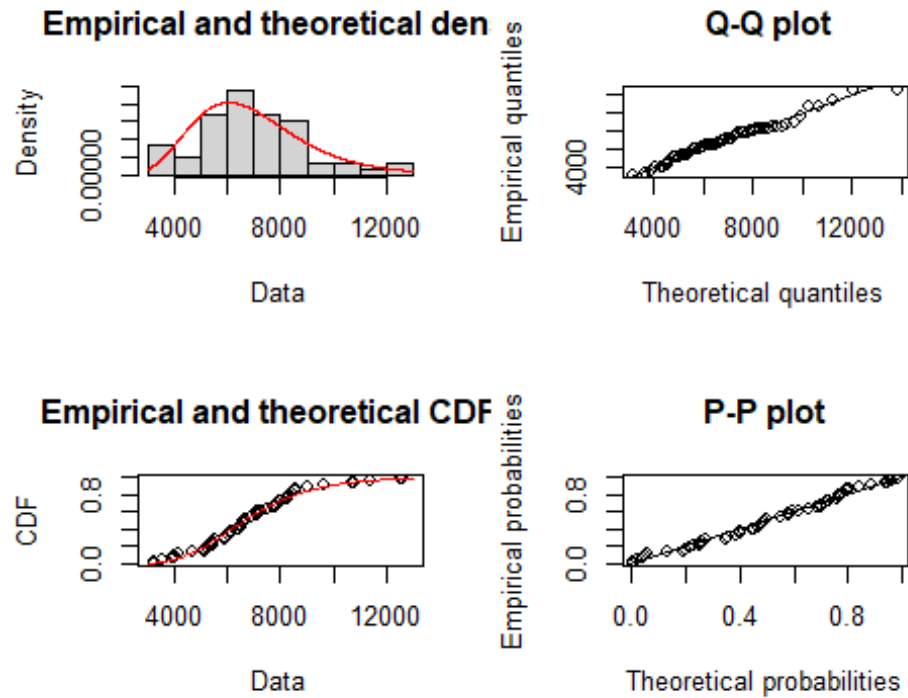 Empirical and theoretical den
Density
0.00000
4000 8000 12000
Data
Q-Q plot
Empirical quantiles
4000
4000 8000 12000
Theoretical quantiles
Empirical and theoretical CDF
CDF
0.0 0.8
4000 8000 12000
Data
P-P plot
Empirical probabilities
0.0 0.8
0.0 0.4 0.8
Theoretical probabilities